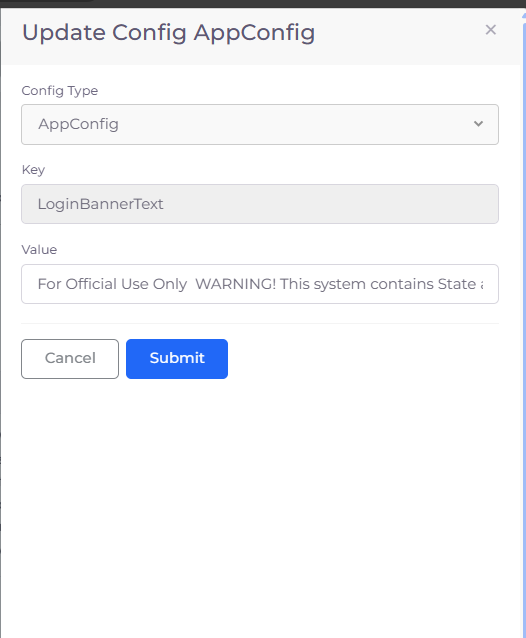 Update Config AppConfig
×
Config Type
AppConfig
Key
LoginBannerText
Value
For Official Use Only  WARNING! This system contains State a
Cancel
Submit